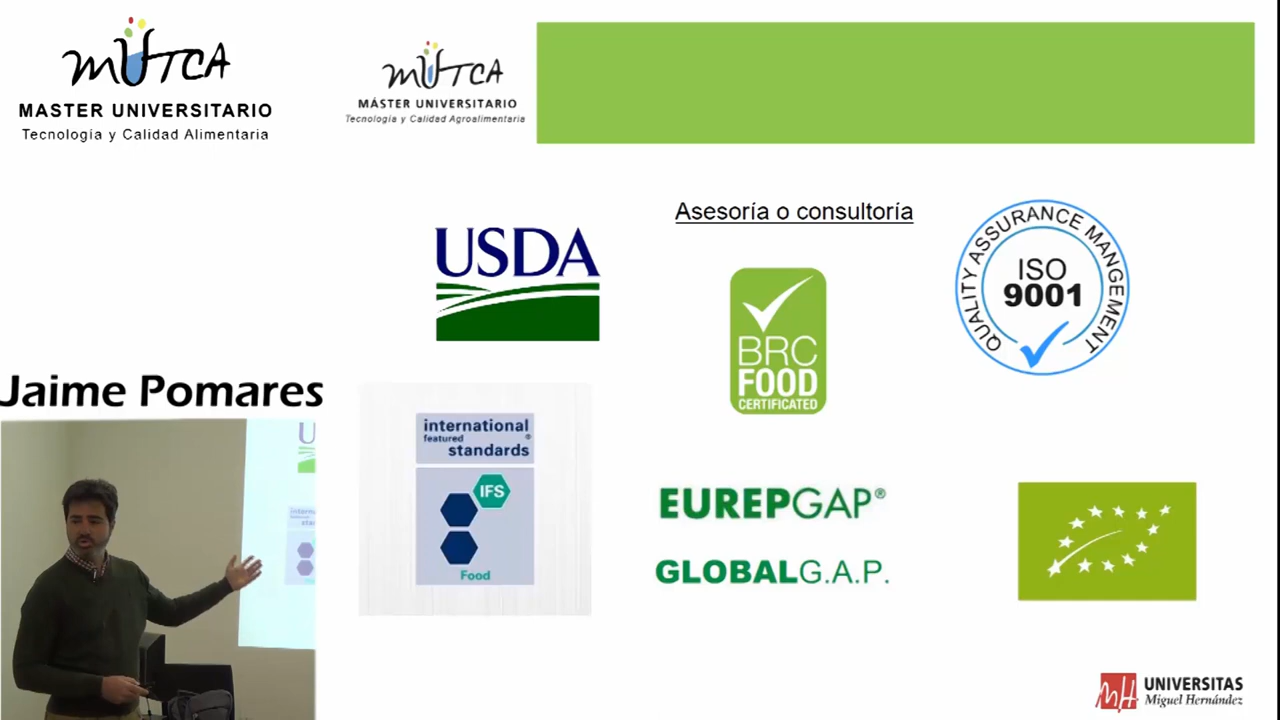 MUTCA
MASTER UNIVERSITARIO
Tecnología y Calidad Alimentaria
MUTCA
MÁSTER UNIVERSITARIO
Tecnología y Calidad Agroalimentaria
Asesoría o consultoría
USDA
BRC
FOOD
CERTIFICATED
QUALITY ASSURANCE MANGEMENT
ISO
9001
Jaime Pomares
international
featured
standards®
IFS
Food
EUREPGAP®
GLOBALG.A.P.
UNIVERSITAS
Miguel Hernández